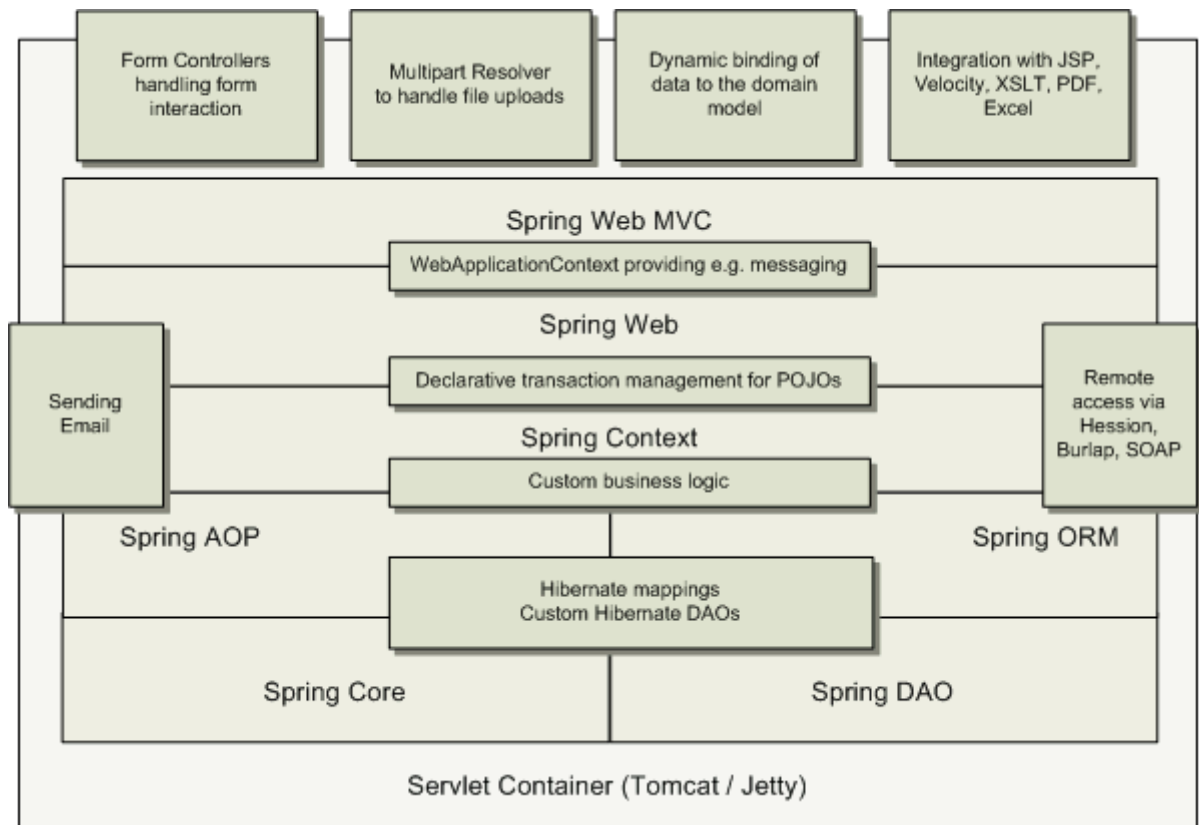 Form Controllers
handling form
interaction
Multipart Resolver
to handle file uploads
Dynamic binding of
data to the domain
model
Integration with JSP,
Velocity, XSLT, PDF,
Excel
Spring Web MVC
WebApplicationContext providing e.g. messaging
Spring Web
Declarative transaction management for POJOs
Sending
Email
Remote
access via
Hession,
Burlap, SOAP
Spring Context
Custom business logic
Spring AOP
Spring ORM
Hibernate mappings
Custom Hibernate DAOs
Spring Core
Spring DAO
Servlet Container (Tomcat / Jetty)